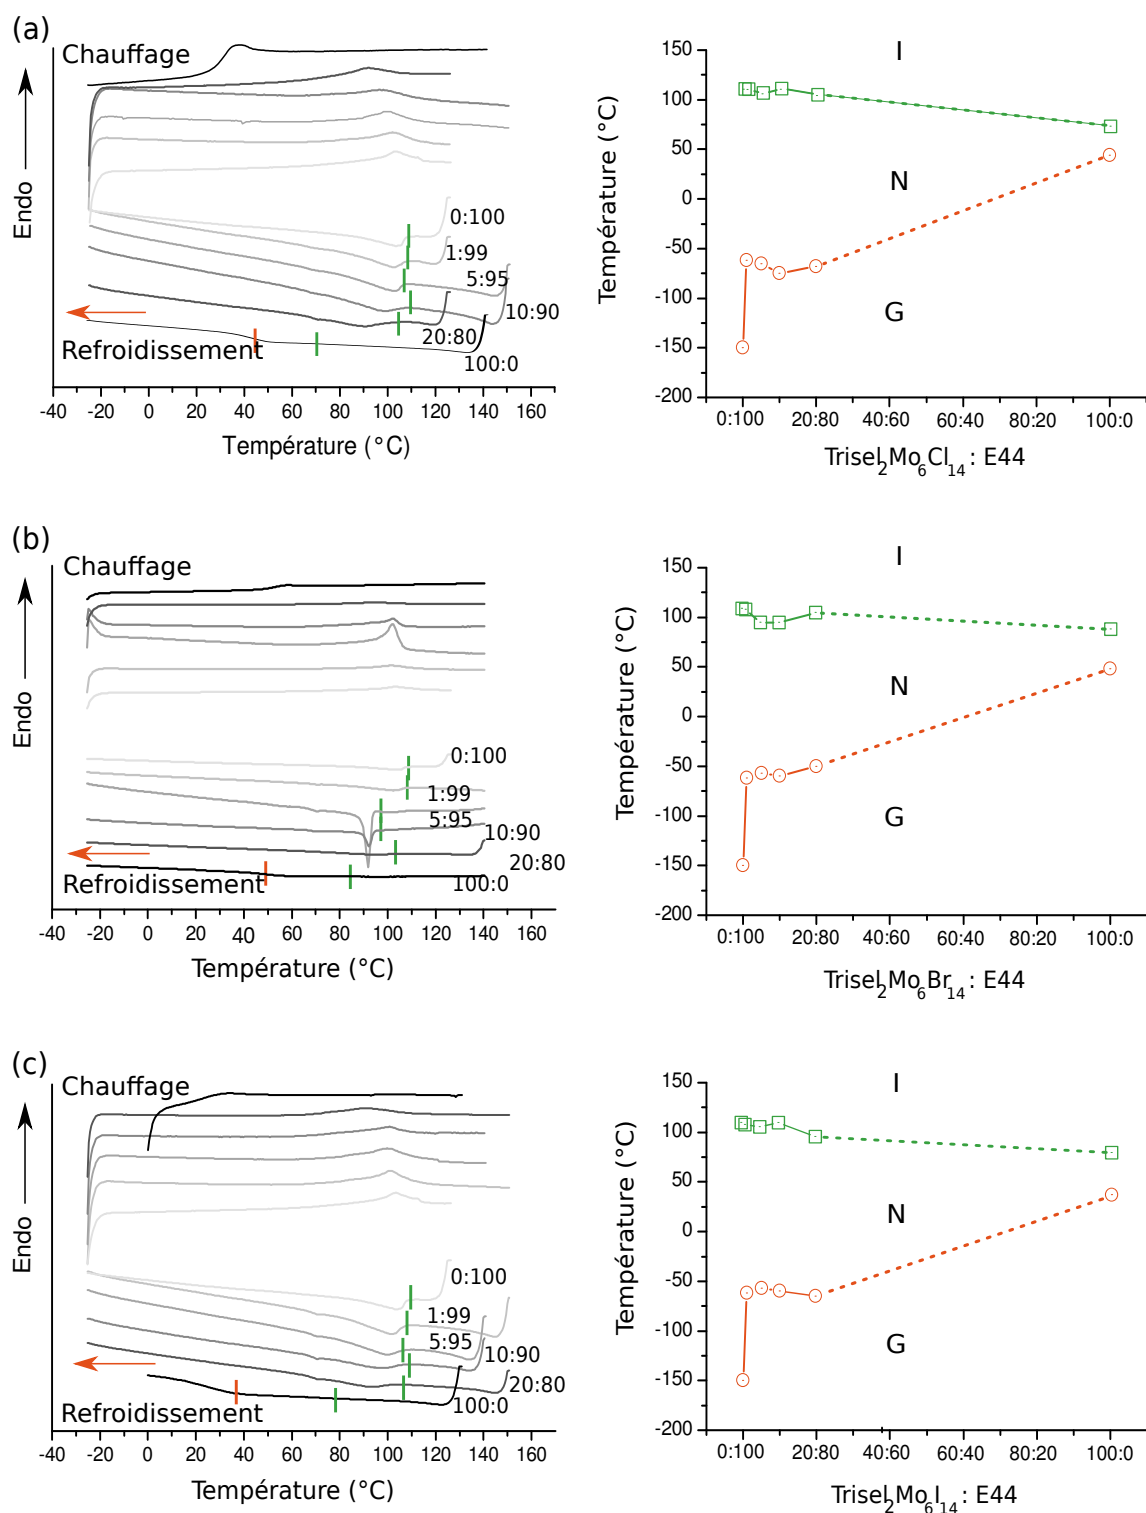 (a)
Chauffage
Endo
0:100
1:99
5:95
10:90
20:80
100:0
Refroidissement
-40 -20 0 20 40 60 80 100 120 140 160
Température (°C)
I
N
G
Température (°C)
150
100
50
0
-50
-100
-150
-200
0:100 20:80 40:60 60:40 80:20 100:0
Trisel2Mo6Cl14 : E44
(b)
Chauffage
Endo
0:100
1:99
5:95
10:90
20:80
100:0
Refroidissement
-40 -20 0 20 40 60 80 100 120 140 160
Température (°C)
I
N
G
Température (°C)
150
100
50
0
-50
-100
-150
-200
0:100 20:80 40:60 60:40 80:20 100:0
Trisel2Mo6Br14 : E44
(c)
Chauffage
Endo
0:100
1:99
5:95
10:90
20:80
100:0
Refroidissement
-40 -20 0 20 40 60 80 100 120 140 160
Température (°C)
I
N
G
Température (°C)
150
100
50
0
-50
-100
-150
-200
0:100 20:80 40:60 60:40 80:20 100:0
Trisel2Mo6I14 : E44